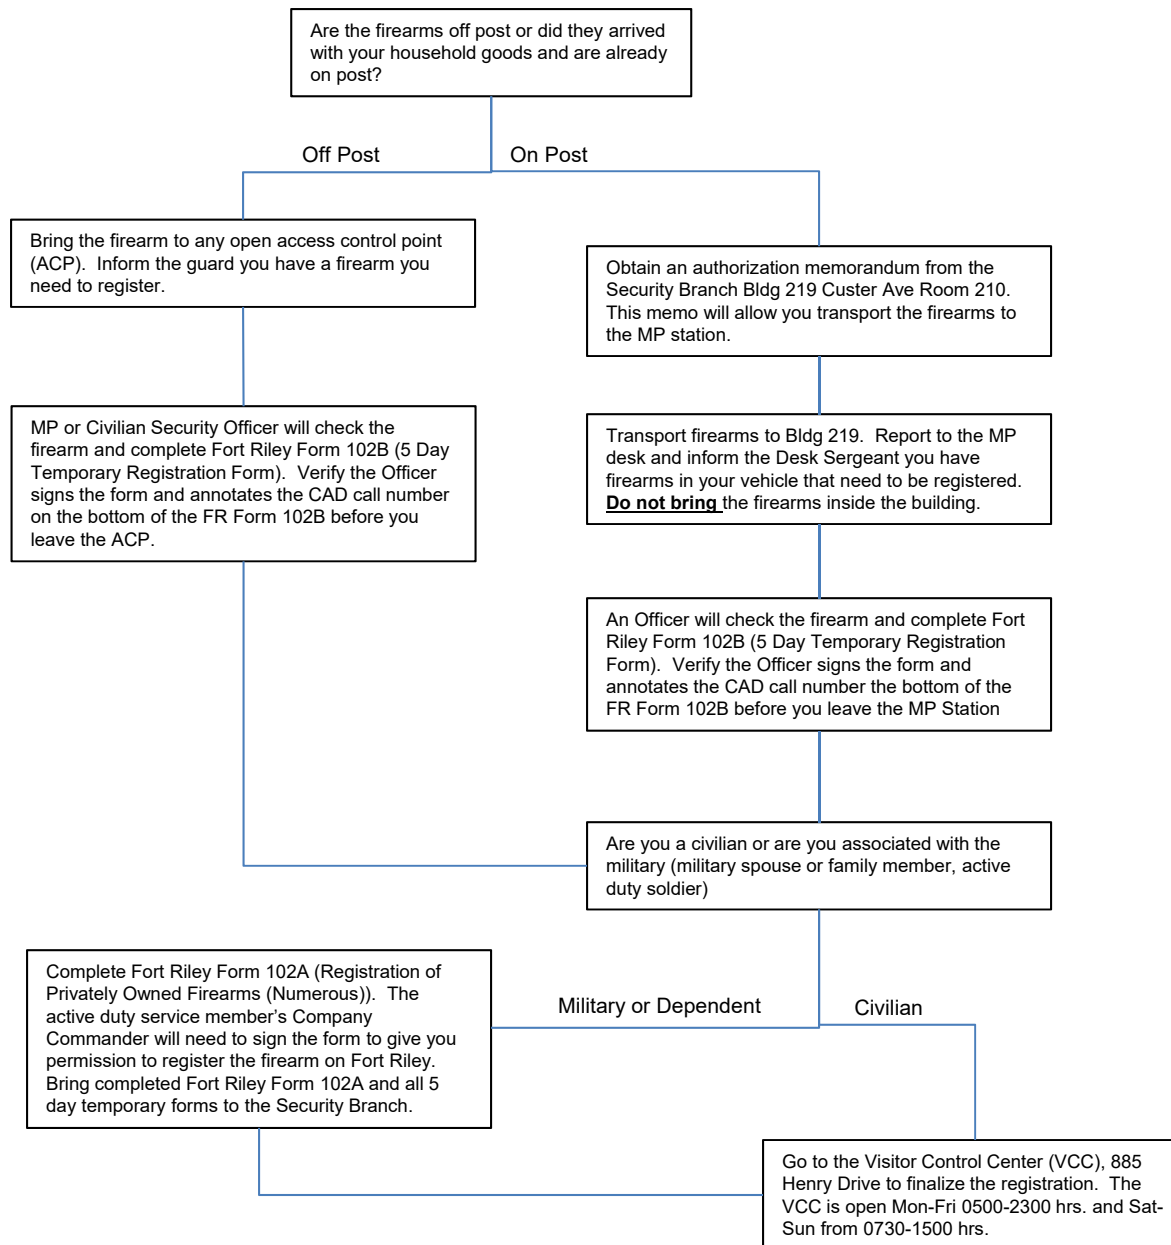 Are the firearms off post or did they arrived
with your household goods and are already
on post?
Off Post
On Post
Bring the firearm to any open access control point
(ACP).  Inform the guard you have a firearm you
need to register.
Obtain an authorization memorandum from the
Security Branch Bldg 219 Custer Ave Room 210.
This memo will allow you transport the firearms to
the MP station.
MP or Civilian Security Officer will check the
firearm and complete Fort Riley Form 102B (5 Day
Temporary Registration Form).  Verify the Officer
signs the form and annotates the CAD call number
on the bottom of the FR Form 102B before you
leave the ACP.
Transport firearms to Bldg 219.  Report to the MP
desk and inform the Desk Sergeant you have
firearms in your vehicle that need to be registered.
Do not bring the firearms inside the building.
An Officer will check the firearm and complete Fort
Riley Form 102B (5 Day Temporary Registration
Form).  Verify the Officer signs the form and
annotates the CAD call number the bottom of the
FR Form 102B before you leave the MP Station
Are you a civilian or are you associated with the
military (military spouse or family member, active
duty soldier)
Military or Dependent
Civilian
Complete Fort Riley Form 102A (Registration of
Privately Owned Firearms (Numerous)).  The
active duty service member’s Company
Commander will need to sign the form to give you
permission to register the firearm on Fort Riley.
Bring completed Fort Riley Form 102A and all 5
day temporary forms to the Security Branch.
Go to the Visitor Control Center (VCC), 885
Henry Drive to finalize the registration.  The
VCC is open Mon-Fri 0500-2300 hrs. and Sat-
Sun from 0730-1500 hrs.